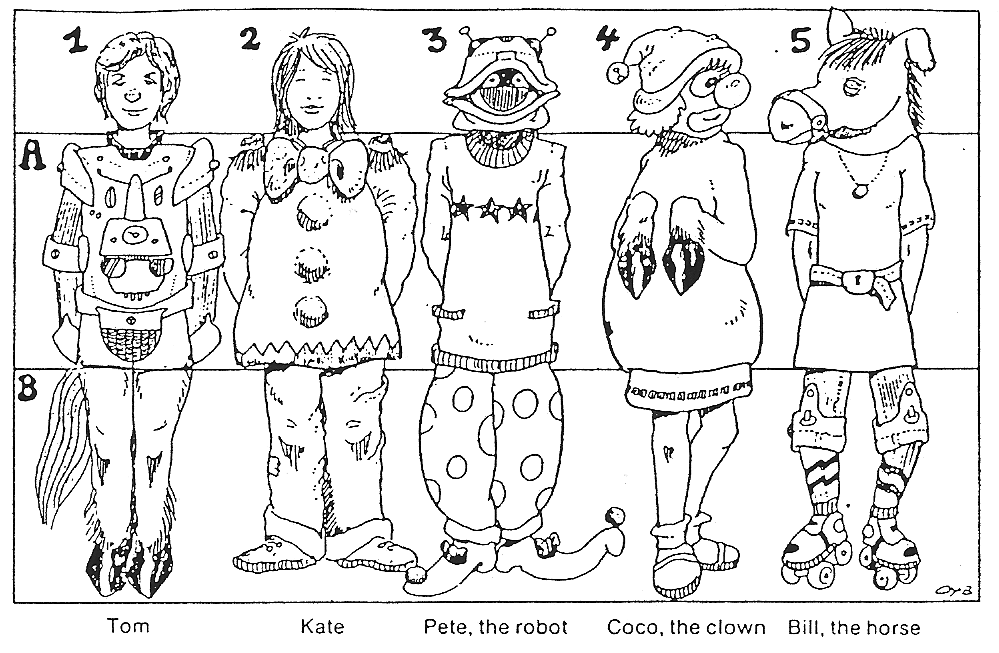 1 2 3 4 5
A
B
Tom Kate Pete, the robot Coco, the clown Bill, the horse